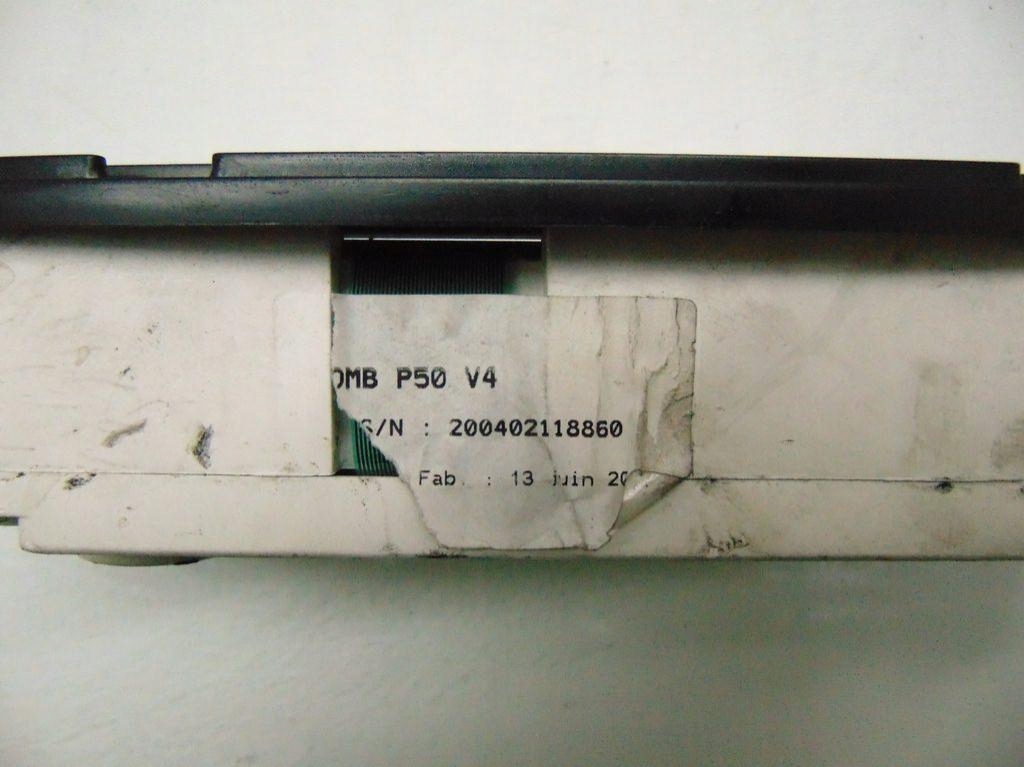 OMB P50 V4
S/N : 200402118860
Fab. : 13 juin 20